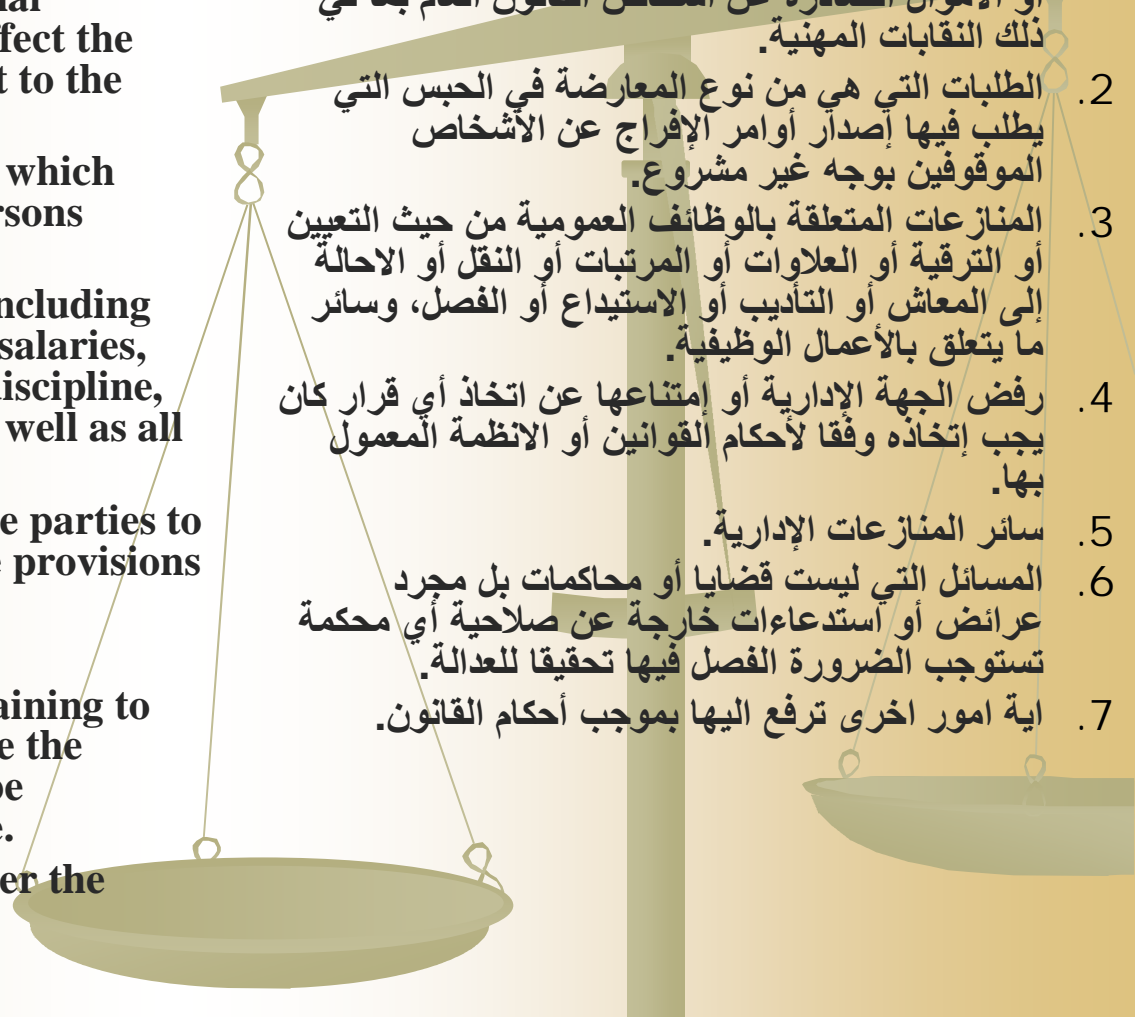 ffect the
t to the
which
rsons
ncluding
salaries,
discipline,
well as all
e parties to
e provisions
aining to
e the
be
e.
er the
ذلك النقابات المهنية.
2. الطلبات التي هي من نوع المعارضة في الحبس التي
يطلب فيها إصدار أوامر الإفراج عن الأشخاص
الموقوفين بوجه غير مشروع.
3. المنازعات المتعلقة بالوظائف العمومية من حيث التعيين
أو الترقية أو العلاوات أو المرتبات أو النقل أو الاحالة
إلى المعاش أو التأديب أو الاستيداع أو الفصل، وسائر
ما يتعلق بالأعمال الوظيفية.
4. رفض الجهة الإدارية أو إمتناعها عن اتخاذ أي قرار كان
يجب إتخاذه وفقا لأحكام القوانين أو الانظمة المعمول
بها.
5. سائر المنازعات الإدارية.
6. المسائل التي ليست قضايا أو محاكمات بل مجرد
عرائض أو استدعاءات خارجة عن صلاحية أي محكمة
تستوجب الضرورة الفصل فيها تحقيقا للعدالة.
7. اية امور اخرى ترفع اليها بموجب أحكام القانون.